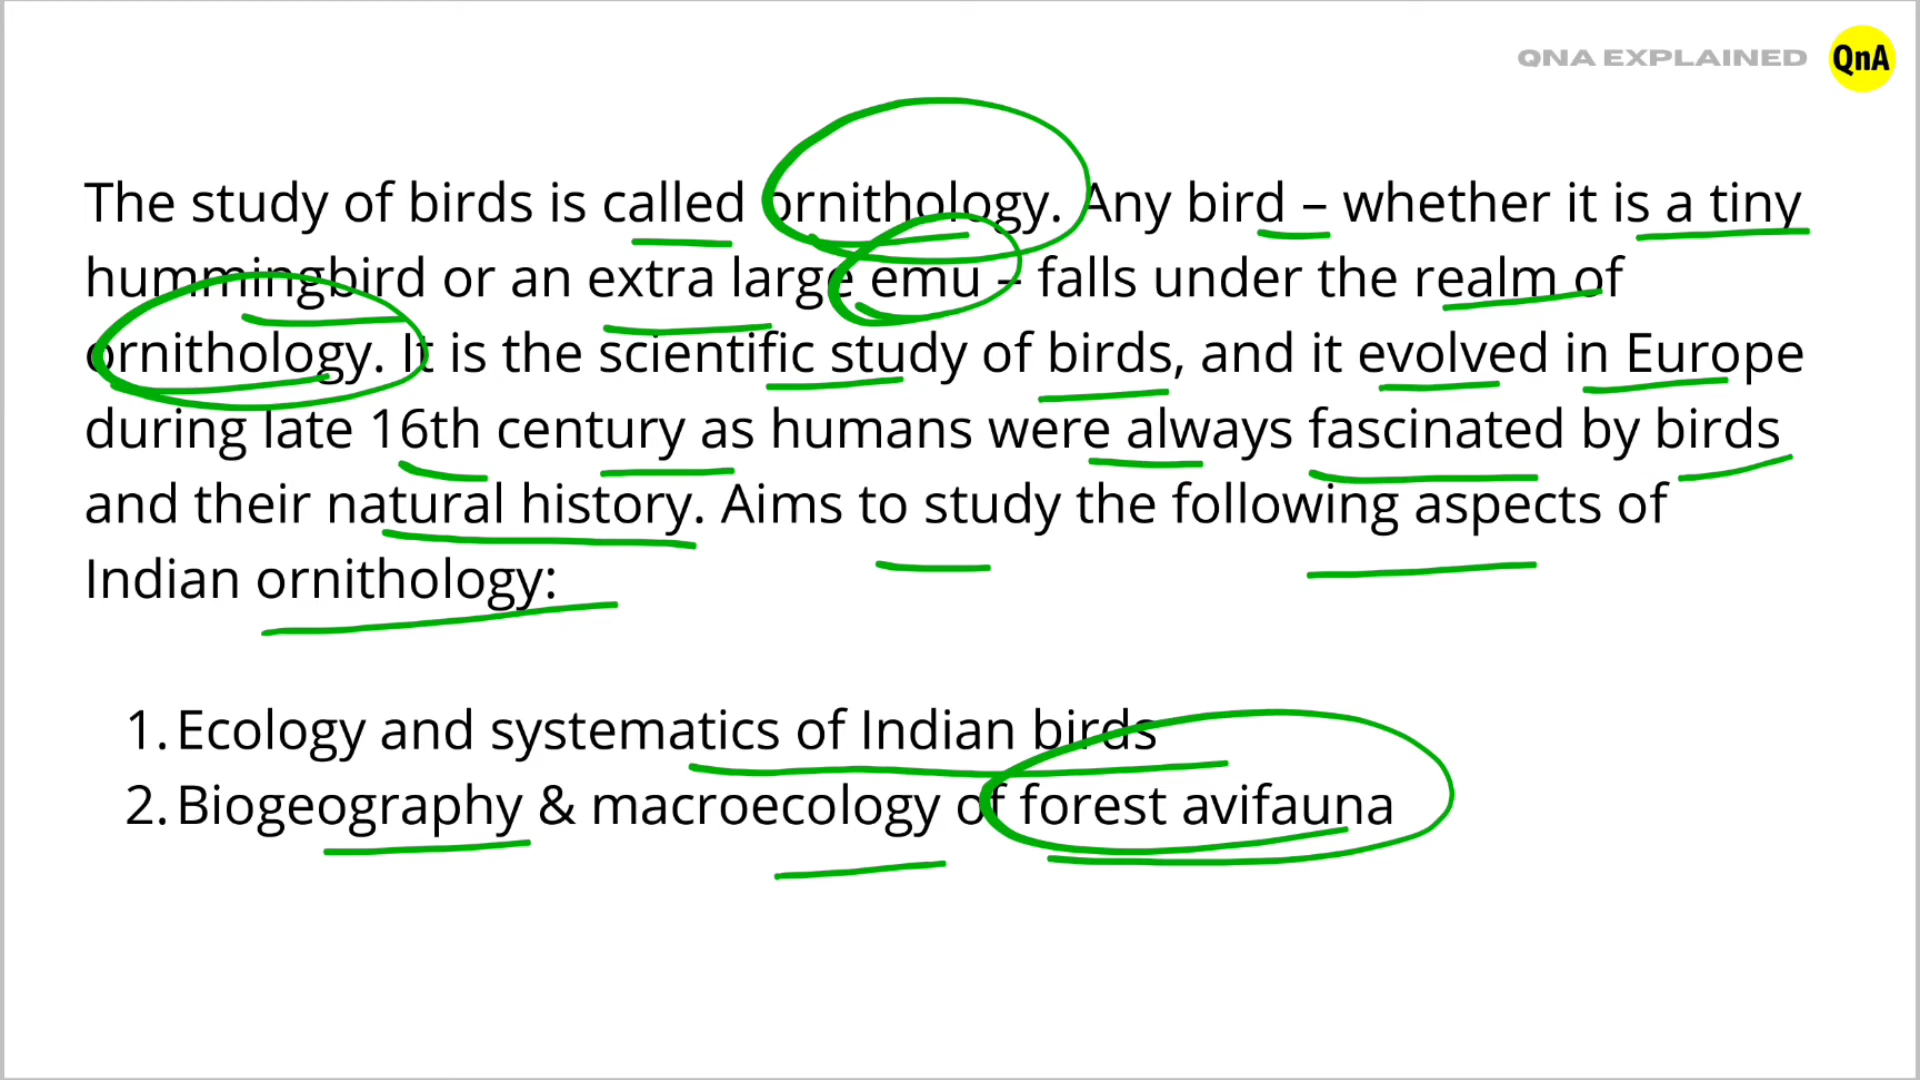 QNA EXPLAINED QnA
The study of birds is called ornithology. Any bird – whether it is a tiny
hummingbird or an extra large emu – falls under the realm of
ornithology. It is the scientific study of birds, and it evolved in Europe
during late 16th century as humans were always fascinated by birds
and their natural history. Aims to study the following aspects of
Indian ornithology:
1. Ecology and systematics of Indian birds
2. Biogeography & macroecology of forest avifauna